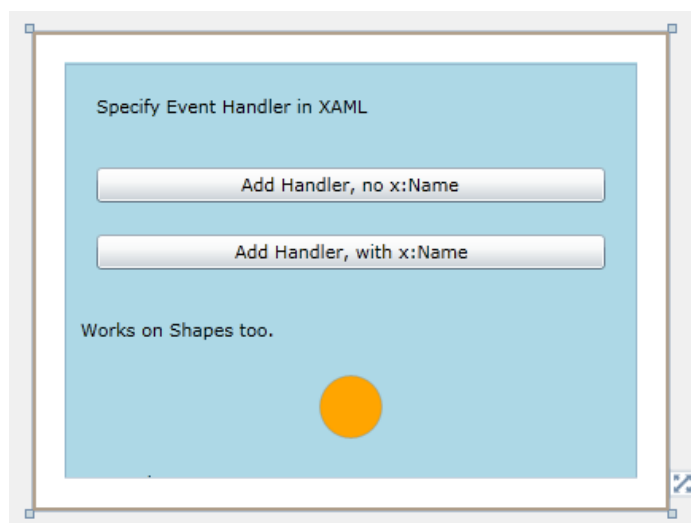 Specify Event Handler in XAML
Add Handler, no x:Name
Add Handler, with x:Name
Works on Shapes too.